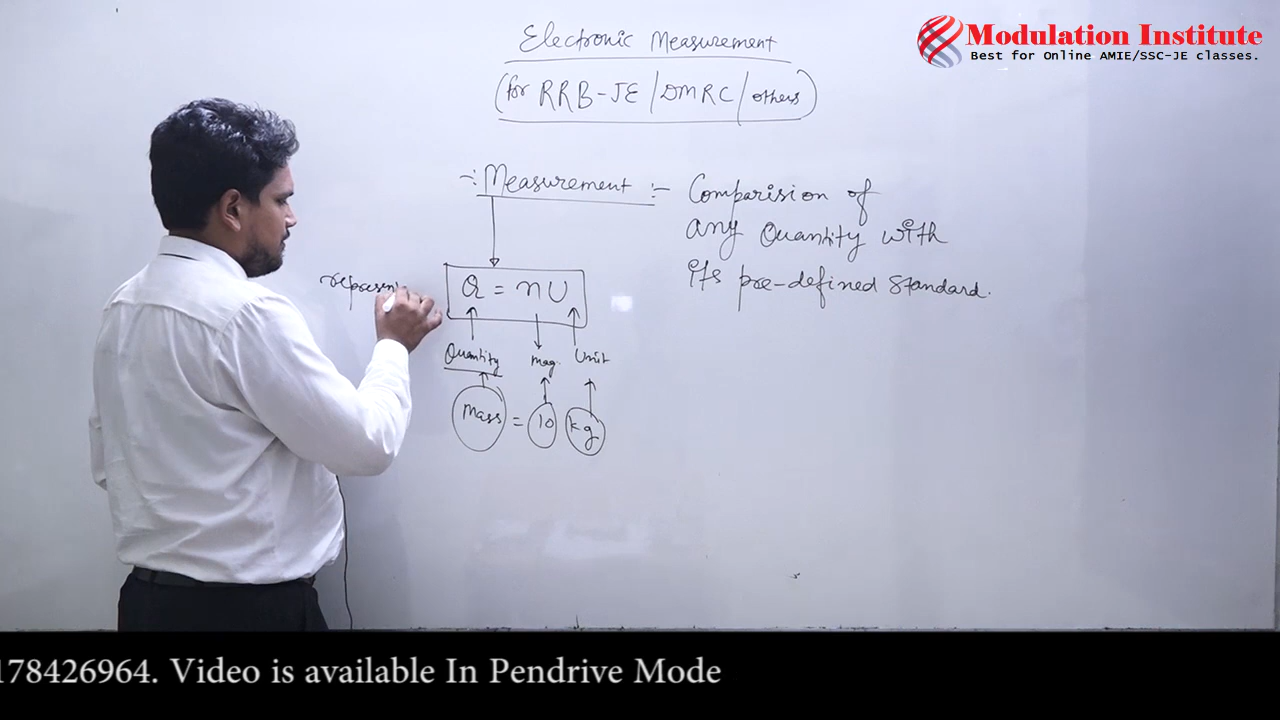 Modulation Institute
Best for Online AMIE/SSC-JE classes.
Electronic Measurement
(for RRB-JE/DMRC/others)
-: Measurement :- Comparision of
any Quantity with
its pre-defined Standard.
Q = nU
Quantity mag. Unit
Mass = 10 kg
178426964. Video is available In Pendrive Mode